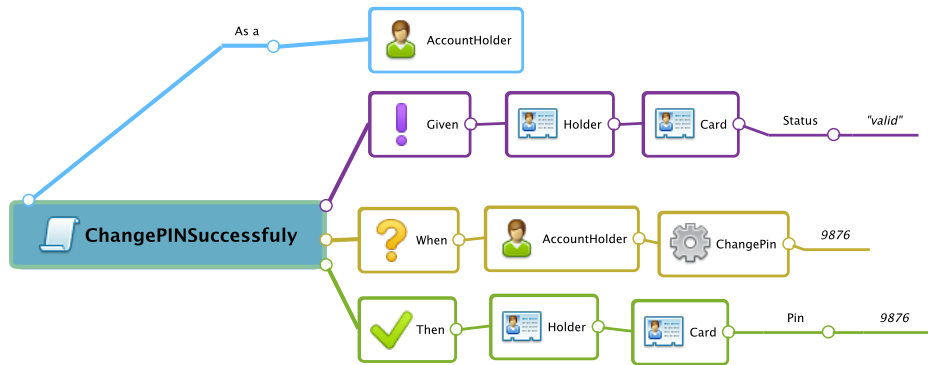 As a
AccountHolder
Given
Holder
Card
Status
"valid"
ChangePINSuccessfuly
When
AccountHolder
ChangePin
9876
Then
Holder
Card
Pin
9876